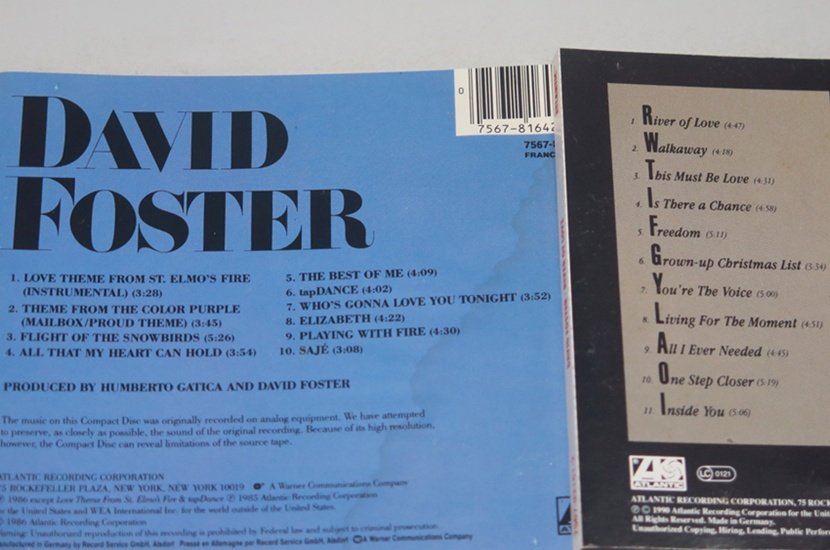 DAVID
FOSTER
0
7567-8164
7567-
FRANC
1. LOVE THEME FROM ST. ELMO'S FIRE
(INSTRUMENTAL) (3:28)
2. THEME FROM THE COLOR PURPLE
(MAILBOX/PROUD THEME) (3:45)
3. FLIGHT OF THE SNOWBIRDS (5:26)
4. ALL THAT MY HEART CAN HOLD (3:54)
5. THE BEST OF ME (4:09)
6. tapDANCE (4:02)
7. WHO'S GONNA LOVE YOU TONIGHT (3:52)
8. ELIZABETH (4:22)
9. PLAYING WITH FIRE (4:30)
10. SAJÉ (3:08)
PRODUCED BY HUMBERTO GATICA AND DAVID FOSTER
The music on this Compact Disc was originally recorded on analog equipment. We have attempted
to preserve, as closely as possible, the sound of the original recording. Because of its high resolution,
however, the Compact Disc can reveal limitations of the source tape.
ATLANTIC RECORDING CORPORATION
75 ROCKEFELLER PLAZA, NEW YORK, NEW YORK 10019 A Warner Communications Company
℗ 1986 except Love Theme From St. Elmo's Fire & tapDance ℗ 1985 Atlantic Recording Corporation
for the United States and WEA International Inc. for the world outside of the United States.
© 1986 Atlantic Recording Corporation
Warning: Unauthorized reproduction of this recording is prohibited by Federal law and subject to criminal prosecution.
Manufactured in Germany by Record Service GmbH, Alsdorf Pressé en Allemagne par Record Service GmbH, Alsdorf A Warner Communications Company
1. River of Love (4:47)
2. Walkaway (4:18)
3. This Must Be Love (4:31)
4. Is There a Chance (4:58)
5. Freedom (5:11)
6. Grown-up Christmas List (3:34)
7. You're The Voice (5:00)
8. Living For The Moment (4:51)
9. All I Ever Needed (4:45)
10. One Step Closer (5:19)
11. Inside You (5:06)
ATLANTIC
LC 0121
ATLANTIC RECORDING CORPORATION, 75 ROCK
℗ © 1990 Atlantic Recording Corporation for the Unit
All Rights Reserved. Made in Germany.
Unauthorized Copying, Hiring, Lending, Public Perfor